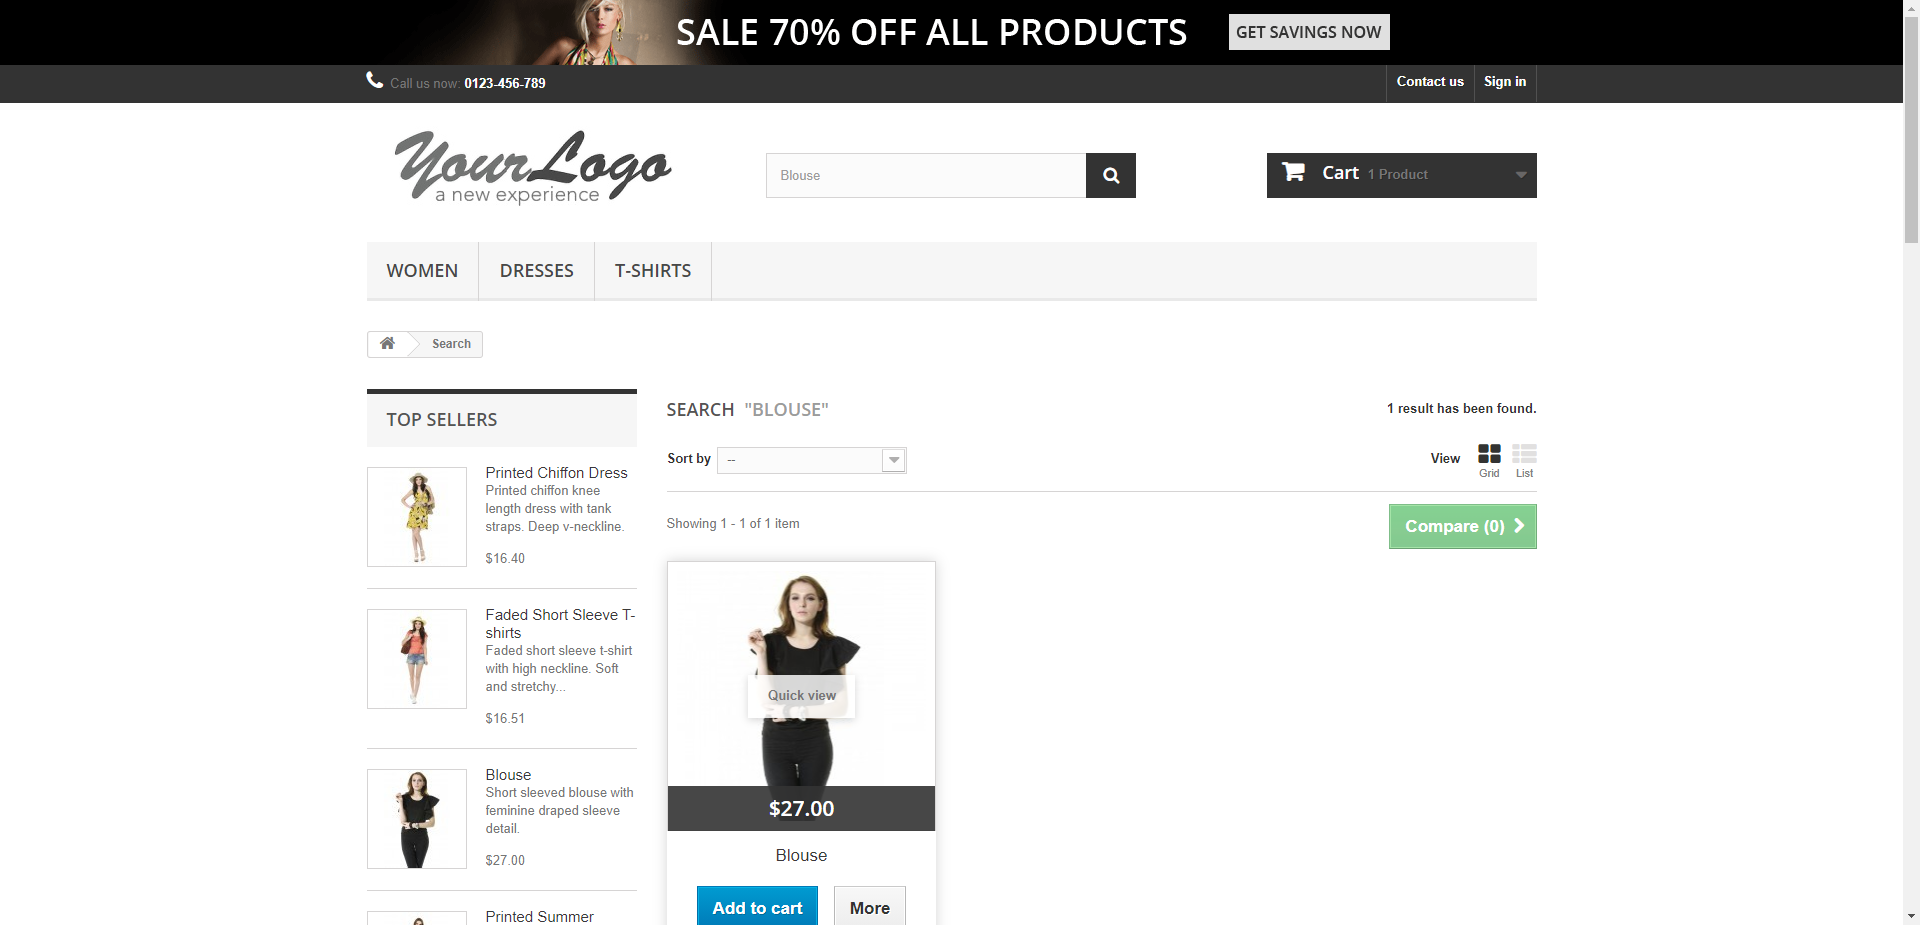 SALE 70% OFF ALL PRODUCTS
GET SAVINGS NOW
Call us now: 0123-456-789
Contact us
Sign in
YourLogo
a new experience
Blouse
Cart 1 Product
WOMEN
DRESSES
T-SHIRTS
Search
TOP SELLERS
Printed Chiffon Dress
Printed chiffon knee
length dress with tank
straps. Deep v-neckline.
$16.40
Faded Short Sleeve T-
shirts
Faded short sleeve t-shirt
with high neckline. Soft
and stretchy...
$16.51
Blouse
Short sleeved blouse with
feminine draped sleeve
detail.
$27.00
Printed Summer
SEARCH "BLOUSE"
1 result has been found.
Sort by --
View
Grid
List
Showing 1 - 1 of 1 item
Compare (0)
Quick view
$27.00
Blouse
Add to cart
More